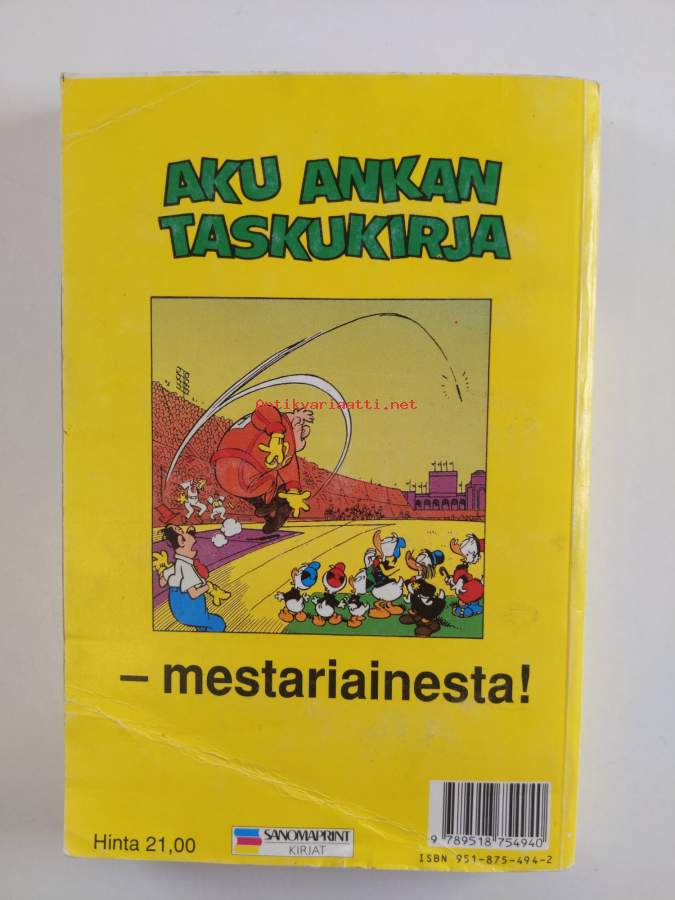 AKU ANKAN
TASKUKIRJA
Antikvariaatti.net
– mestariainesta!
Hinta 21,00
SANOMAPRINT
KIRJAT
9 789518 754940
ISBN 951-875-494-2